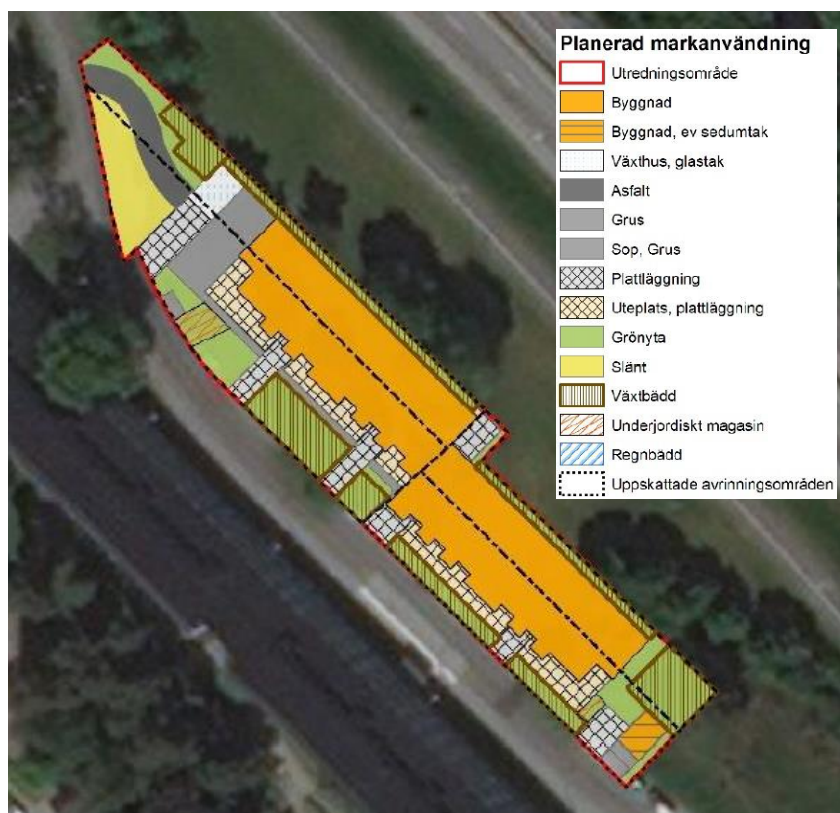 Planerad markanvändning
Utredningsområde
Byggnad
Byggnad, ev sedumtak
Växthus, glastak
Asfalt
Grus
Sop, Grus
Plattläggning
Uteplats, plattläggning
Grönyta
Slänt
Växtbädd
Underjordiskt magasin
Regnbädd
Uppskattade avrinningsområden